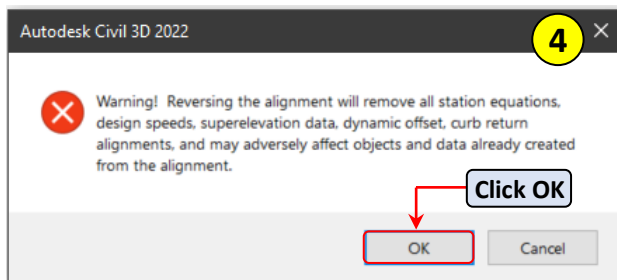 Autodesk Civil 3D 2022
4
Warning!  Reversing the alignment will remove all station equations,
design speeds, superelevation data, dynamic offset, curb return
alignments, and may adversely affect objects and data already created
from the alignment.
Click OK
OK
Cancel